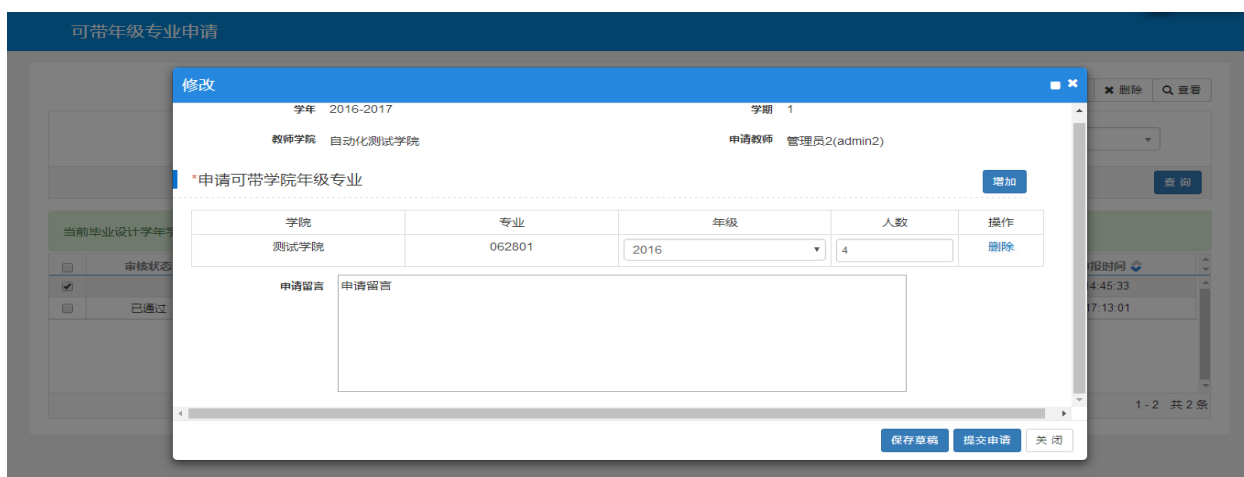 可带年级专业申请
修改
删除 查看
学年 2016-2017 学期 1
教师学院 自动化测试学院 申请教师 管理员2(admin2)
*申请可带学院年级专业 增加
查 询
学院 专业 年级 人数 操作
测试学院 062801 2016 4 删除
当前毕业设计学年学
审核状态 报时间
申请留言 申请留言
4:45:33
已通过 17:13:01
1 - 2 共 2 条
保存草稿 提交申请 关 闭